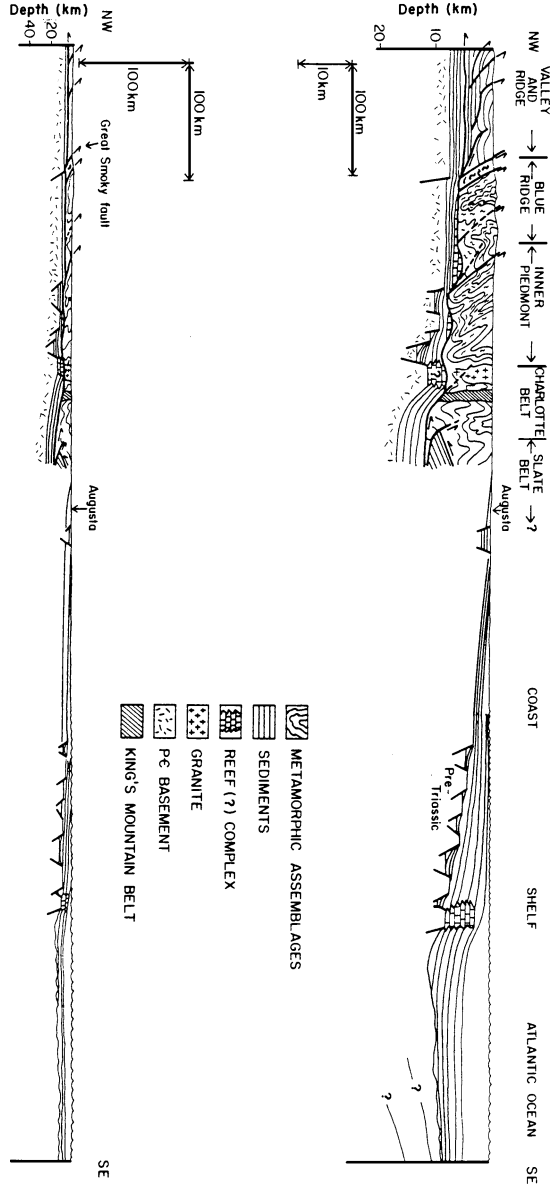 NW
VALLEY
AND
RIDGE
BLUE
RIDGE
INNER
PIEDMONT
CHARLOTTE
BELT
SLATE
BELT
?
COAST
SHELF
ATLANTIC OCEAN
SE
Depth (km)
10
20
Augusta
Pre-
Triassic
?
?
?
100km
10km
METAMORPHIC ASSEMBLAGES
SEDIMENTS
REEF(?) COMPLEX
GRANITE
P€ BASEMENT
KING'S MOUNTAIN BELT
100km
100km
NW
SE
Depth (km)
20
40
Great Smoky fault
Augusta